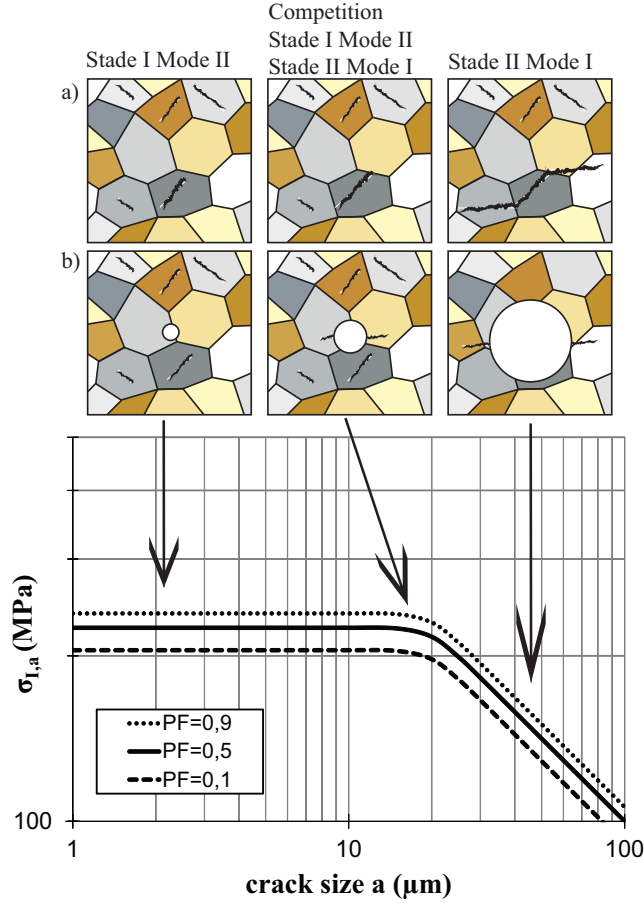 Stade I Mode II
Competition
Stade I Mode II
Stade II Mode I
Stade II Mode I
a)
b)
σI,a (MPa)
PF=0,9
PF=0,5
PF=0,1
100
1
10
100
crack size a (µm)